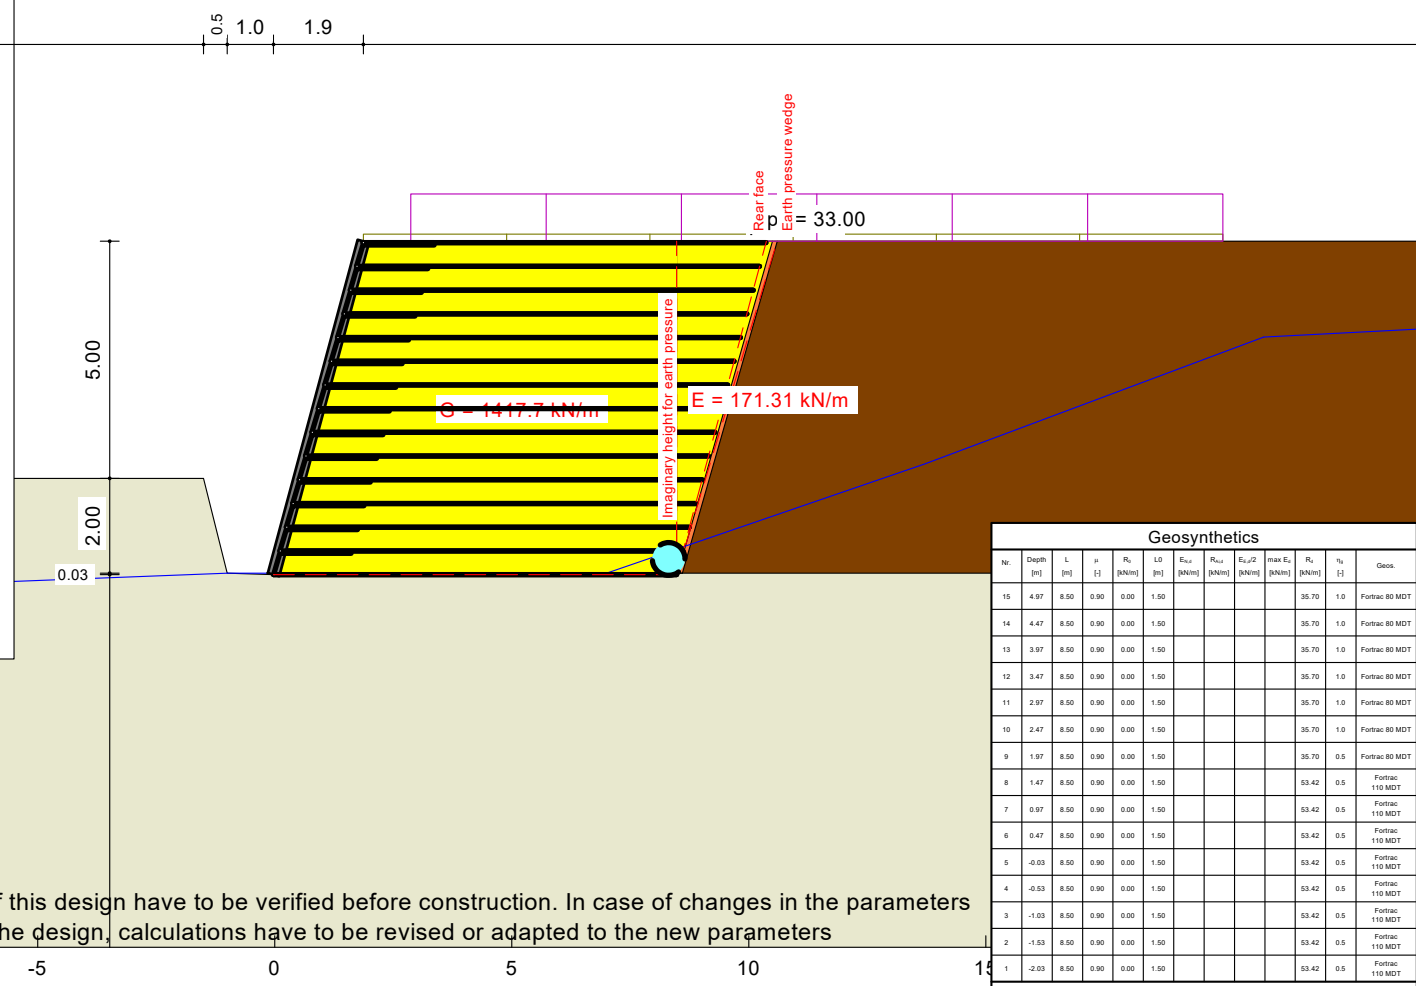 0.5
1.0
1.9
Rear face
Earth pressure wedge
p = 33.00
5.00
Imaginary height for earth pressure
G = 1417.7 kN/m
E = 171.31 kN/m
2.00
0.03
f this design have to be verified before construction. In case of changes in the parameters
he design, calculations have to be revised or adapted to the new parameters
-5 0 5 10 15
Geosynthetics
Nr. Depth [m] L [m] μ [-] R0 [kN/m] L0 [m] [kN/m] [kN/m] [kN/m] max Ed [kN/m] Rd [kN/m] [-] Geos.
15 4.97 8.50 0.90 0.00 1.50 35.70 1.0 Fortrac 80 MDT
14 4.47 8.50 0.90 0.00 1.50 35.70 1.0 Fortrac 80 MDT
13 3.97 8.50 0.90 0.00 1.50 35.70 1.0 Fortrac 80 MDT
12 3.47 8.50 0.90 0.00 1.50 35.70 1.0 Fortrac 80 MDT
11 2.97 8.50 0.90 0.00 1.50 35.70 1.0 Fortrac 80 MDT
10 2.47 8.50 0.90 0.00 1.50 35.70 1.0 Fortrac 80 MDT
9 1.97 8.50 0.90 0.00 1.50 35.70 0.5 Fortrac 80 MDT
8 1.47 8.50 0.90 0.00 1.50 53.42 0.5 Fortrac 110 MDT
7 0.97 8.50 0.90 0.00 1.50 53.42 0.5 Fortrac 110 MDT
6 0.47 8.50 0.90 0.00 1.50 53.42 0.5 Fortrac 110 MDT
5 -0.03 8.50 0.90 0.00 1.50 53.42 0.5 Fortrac 110 MDT
4 -0.53 8.50 0.90 0.00 1.50 53.42 0.5 Fortrac 110 MDT
3 -1.03 8.50 0.90 0.00 1.50 53.42 0.5 Fortrac 110 MDT
2 -1.53 8.50 0.90 0.00 1.50 53.42 0.5 Fortrac 110 MDT
1 -2.03 8.50 0.90 0.00 1.50 53.42 0.5 Fortrac 110 MDT